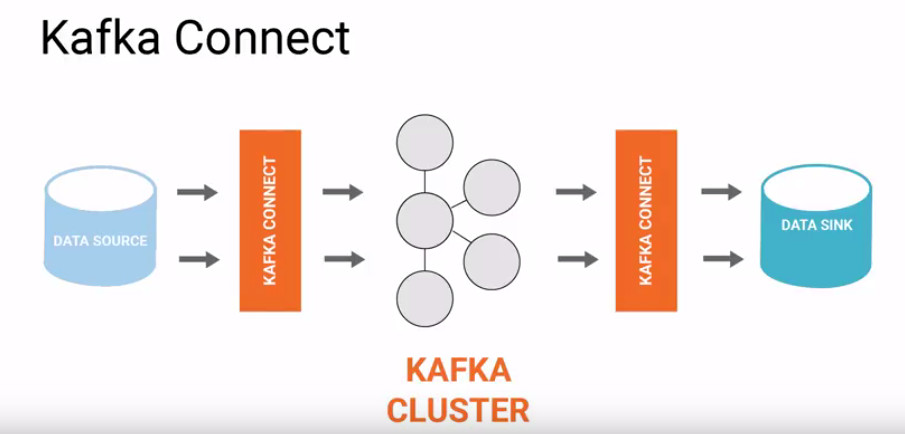 Kafka Connect
DATA SOURCE
KAFKA CONNECT
KAFKA CONNECT
DATA SINK
KAFKA
CLUSTER